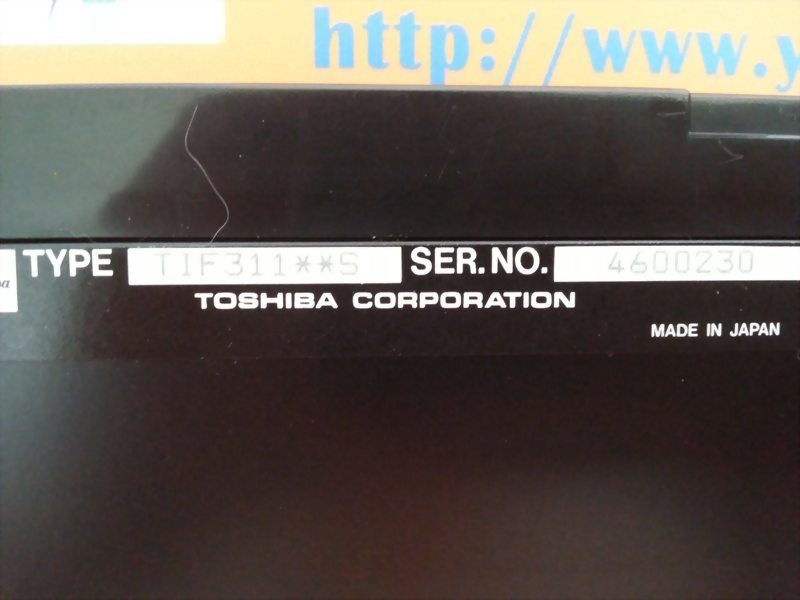 http://www.y
TYPE TIF311**S SER.NO. 4600230
TOSHIBA CORPORATION
MADE IN JAPAN